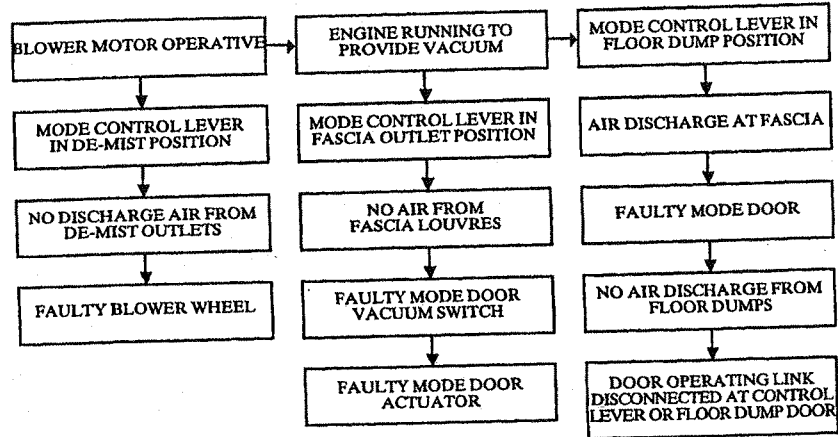 BLOWER MOTOR OPERATIVE
MODE CONTROL LEVER
IN DE-MIST POSITION
NO DISCHARGE AIR FROM
DE-MIST OUTLETS
FAULTY BLOWER WHEEL
ENGINE RUNNING TO
PROVIDE VACUUM
MODE CONTROL LEVER IN
FASCIA OUTLET POSITION
NO AIR FROM
FASCIA LOUVRES
FAULTY MODE DOOR
VACUUM SWITCH
FAULTY MODE DOOR
ACTUATOR
MODE CONTROL LEVER IN
FLOOR DUMP POSITION
AIR DISCHARGE AT FASCIA
FAULTY MODE DOOR
NO AIR DISCHARGE FROM
FLOOR DUMPS
DOOR OPERATING LINK
DISCONNECTED AT CONTROL
LEVER OR FLOOR DUMP DOOR